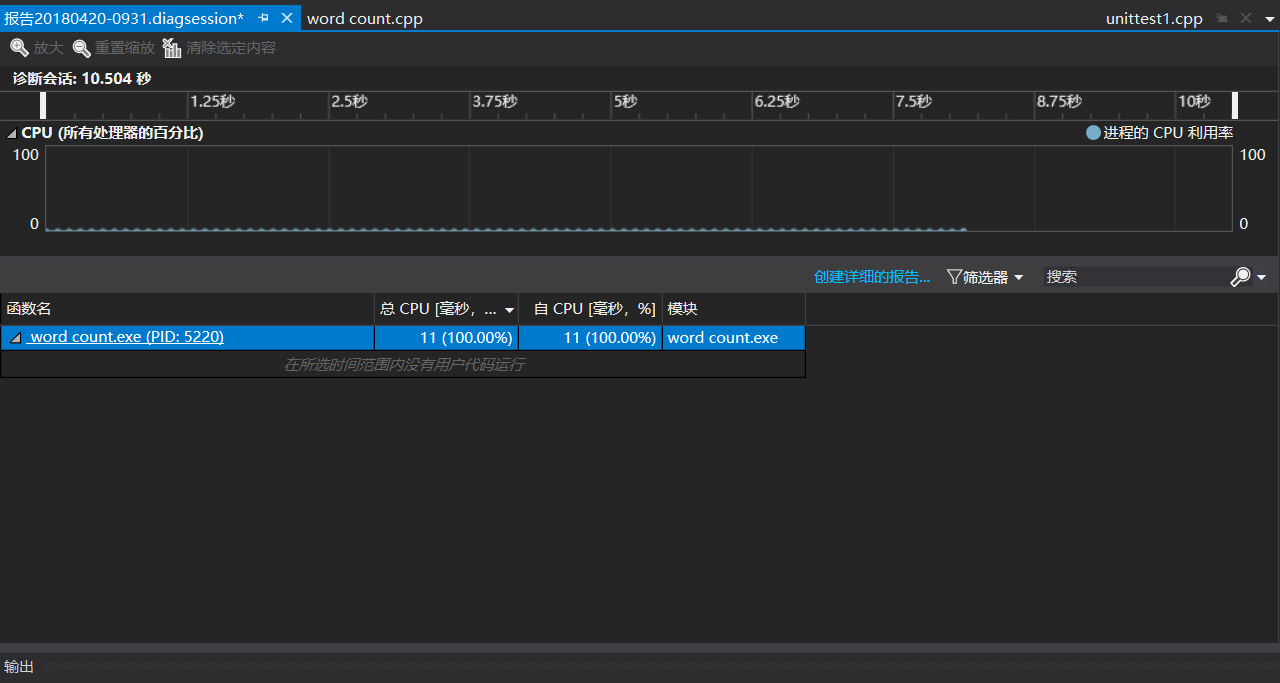 报告20180420-0931.diagsession* word count.cpp unittest1.cpp
放大 重置缩放 清除选定内容
诊断会话: 10.504 秒
1.25秒 2.5秒 3.75秒 5秒 6.25秒 7.5秒 8.75秒 10秒
CPU (所有处理器的百分比) 进程的 CPU 利用率
100 100
0 0
创建详细的报告... 筛选器 搜索
函数名 总 CPU [毫秒, ... 自 CPU [毫秒, %] 模块
word count.exe (PID: 5220) 11 (100.00%) 11 (100.00%) word count.exe
在所选时间范围内没有用户代码运行
输出